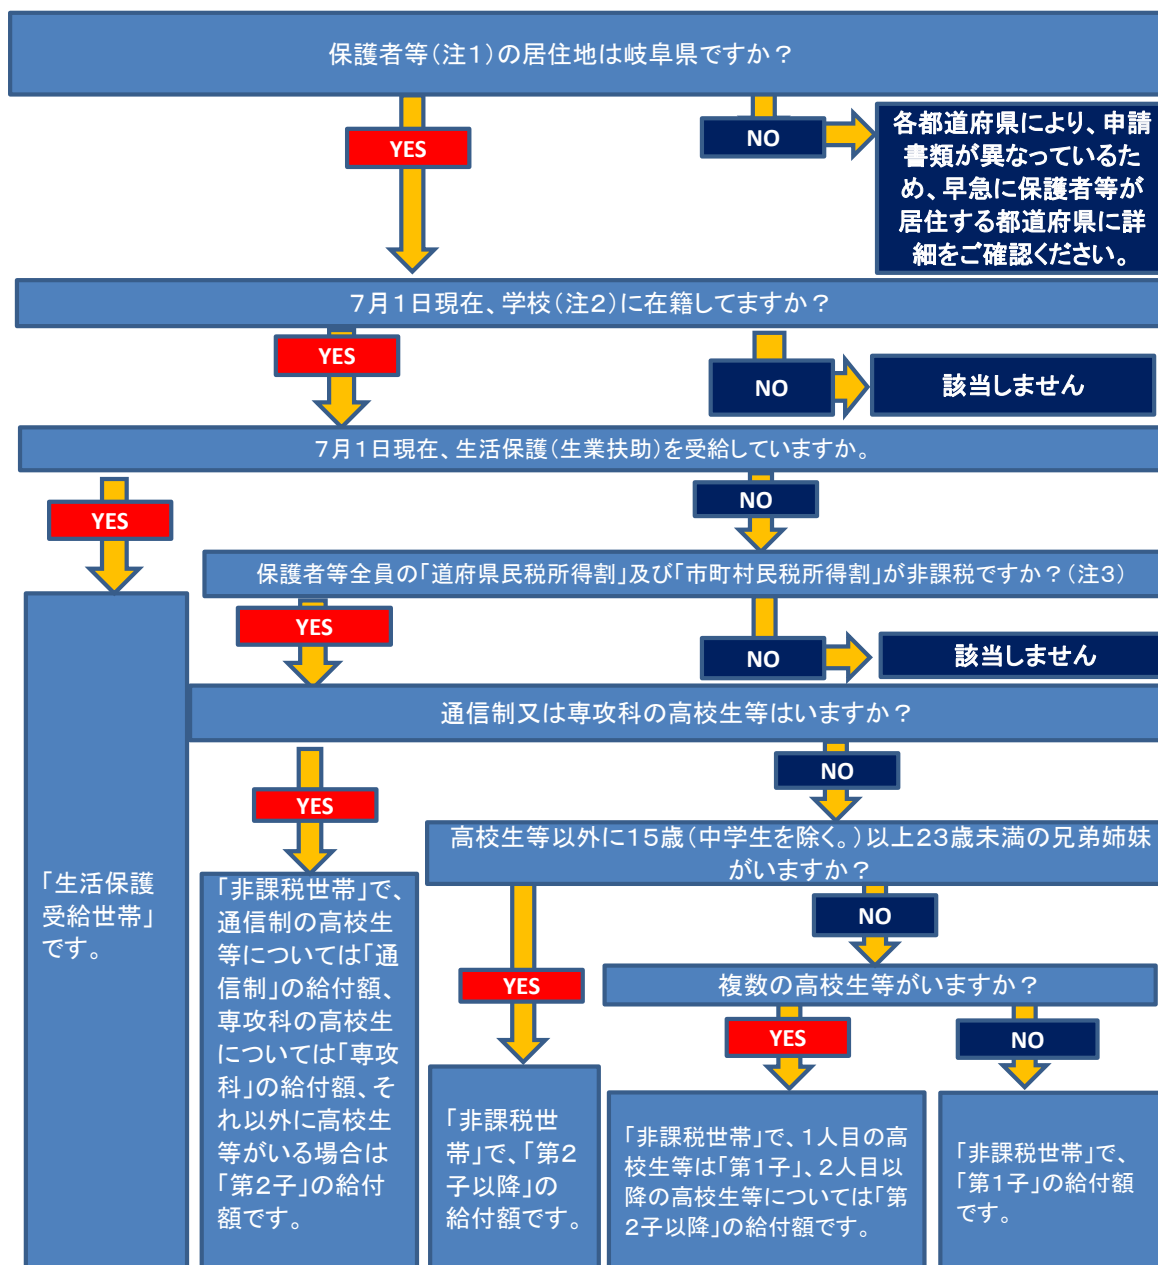 保護者等(注1)の居住地は岐阜県ですか？
YES
NO
各都道府県により、申請
書類が異なっているた
め、早急に保護者等が
居住する都道府県に詳
細をご確認ください。
7月1日現在、学校(注2)に在籍してますか？
YES
NO
該当しません
7月1日現在、生活保護(生業扶助)を受給していますか。
YES
NO
保護者等全員の「道府県民税所得割」及び「市町村民税所得割」が非課税ですか？(注3)
YES
NO
該当しません
通信制又は専攻科の高校生等はいますか？
YES
NO
高校生等以外に15歳(中学生を除く。)以上23歳未満の兄弟姉妹
がいますか？
YES
NO
複数の高校生等がいますか？
YES
NO
「生活保護
受給世帯」
です。
「非課税世帯」で、
通信制の高校生
等については「通
信制」の給付額、
専攻科の高校生
については「専攻
科」の給付額、そ
れ以外に高校生
等がいる場合は
「第2子」の給付
額です。
「非課税世
帯」で、「第2
子以降」の
給付額です。
「非課税世帯」で、1人目の高
校生等は「第1子」、2人目以
降の高校生等については「第
2子以降」の給付額です。
「非課税世帯」で、
「第1子」の給付額
です。